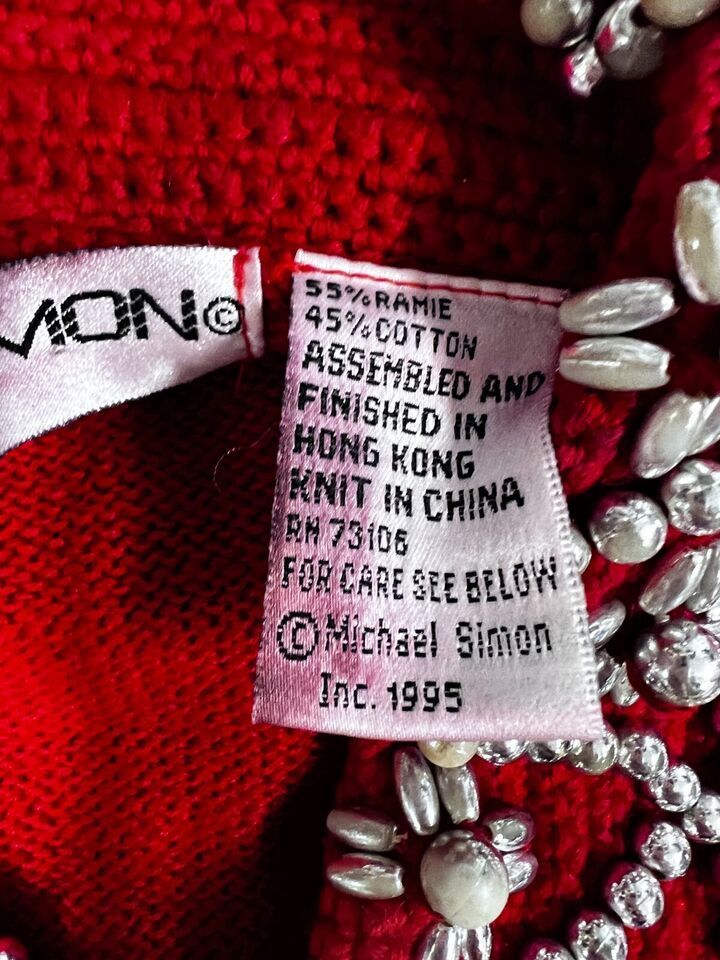 MON©
55% RAMIE
45% COTTON
ASSEMBLED AND
FINISHED IN
HONG KONG
KNIT IN CHINA
RN 73106
FOR CARE SEE BELOW
© Michael Simon
Inc. 1995